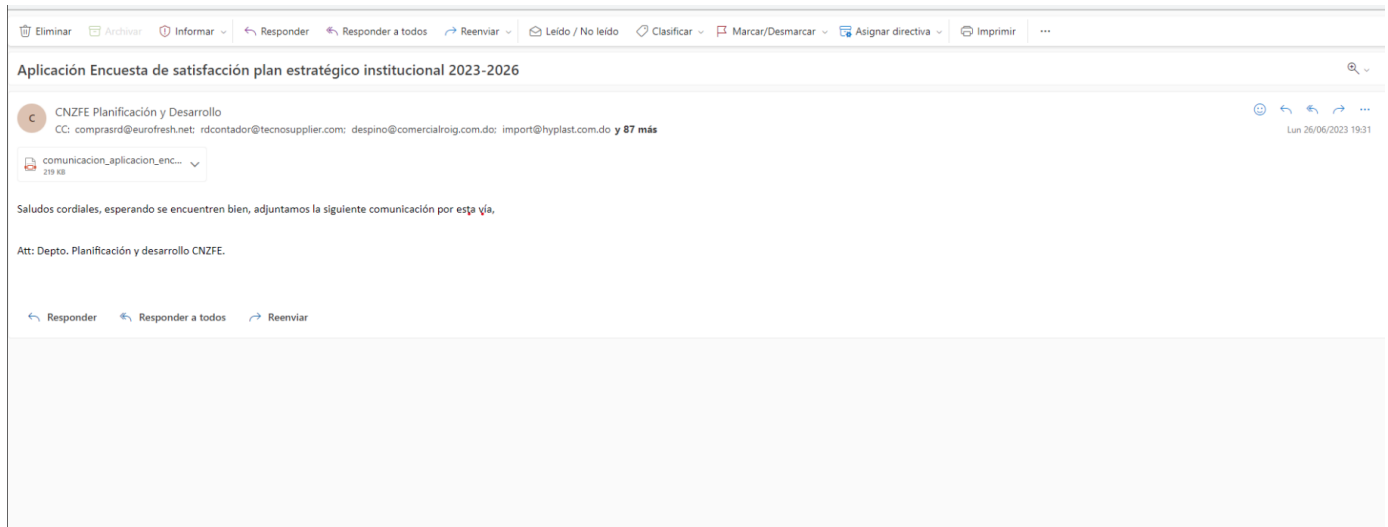 Eliminar Archivar Informar Responder Responder a todos Reenviar Leído / No leído Clasificar Marcar/Desmarcar Asignar directiva Imprimir ...
Aplicación Encuesta de satisfacción plan estratégico institucional 2023-2026
C
CNZFE Planificación y Desarrollo
CC: comprasrd@eurofresh.net; rdcontador@tecnosupplier.com; despino@comercialroig.com.do; import@hyplast.com.do y 87 más
Lun 26/06/2023 19:31
comunicacion_aplicacion_enc...
219 KB
Saludos cordiales, esperando se encuentren bien, adjuntamos la siguiente comunicación por esta vía,
Att: Depto. Planificación y desarrollo CNZFE.
Responder Responder a todos Reenviar